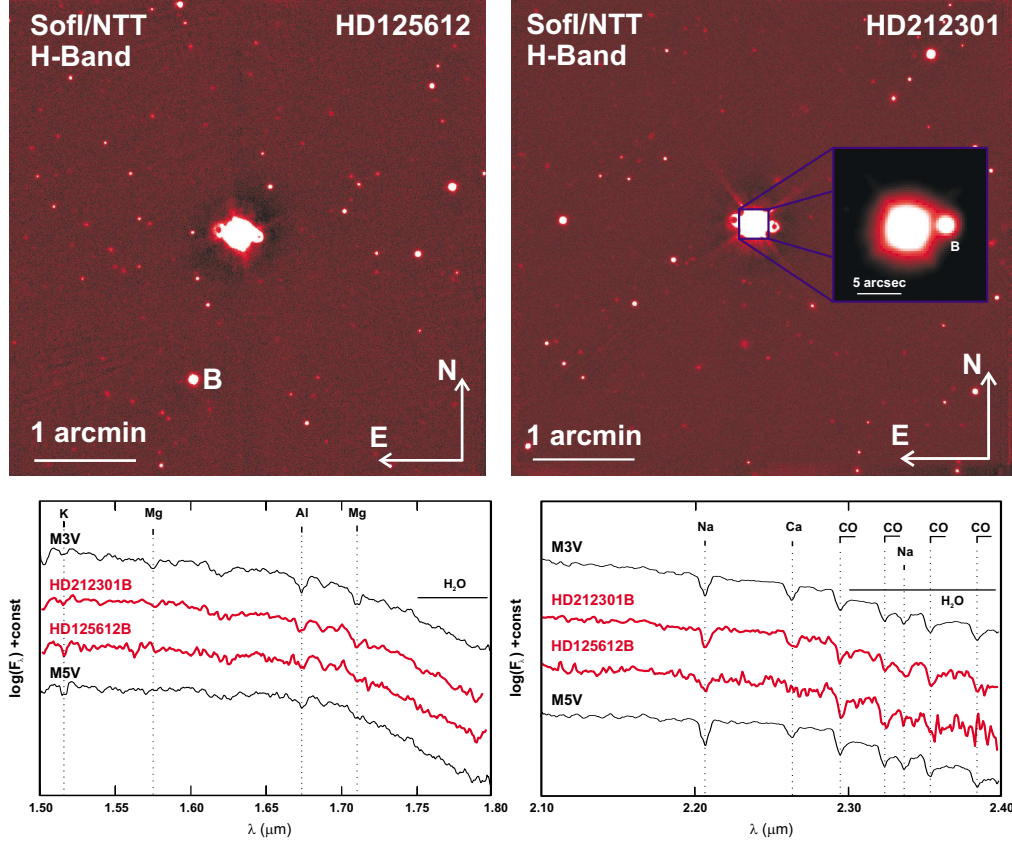 SofI/NTT
H-Band
HD125612
B
N
E
1 arcmin
SofI/NTT
H-Band
HD212301
B
5 arcsec
N
E
1 arcmin
K
Mg
Al
Mg
M3V
H₂O
HD212301B
HD125612B
M5V
log(Fλ) +const
1.50
1.55
1.60
1.65
1.70
1.75
1.80
λ (μm)
Na
Ca
CO
CO
CO
CO
Na
M3V
H₂O
HD212301B
HD125612B
M5V
log(Fλ) +const
2.10
2.20
2.30
2.40
λ (μm)